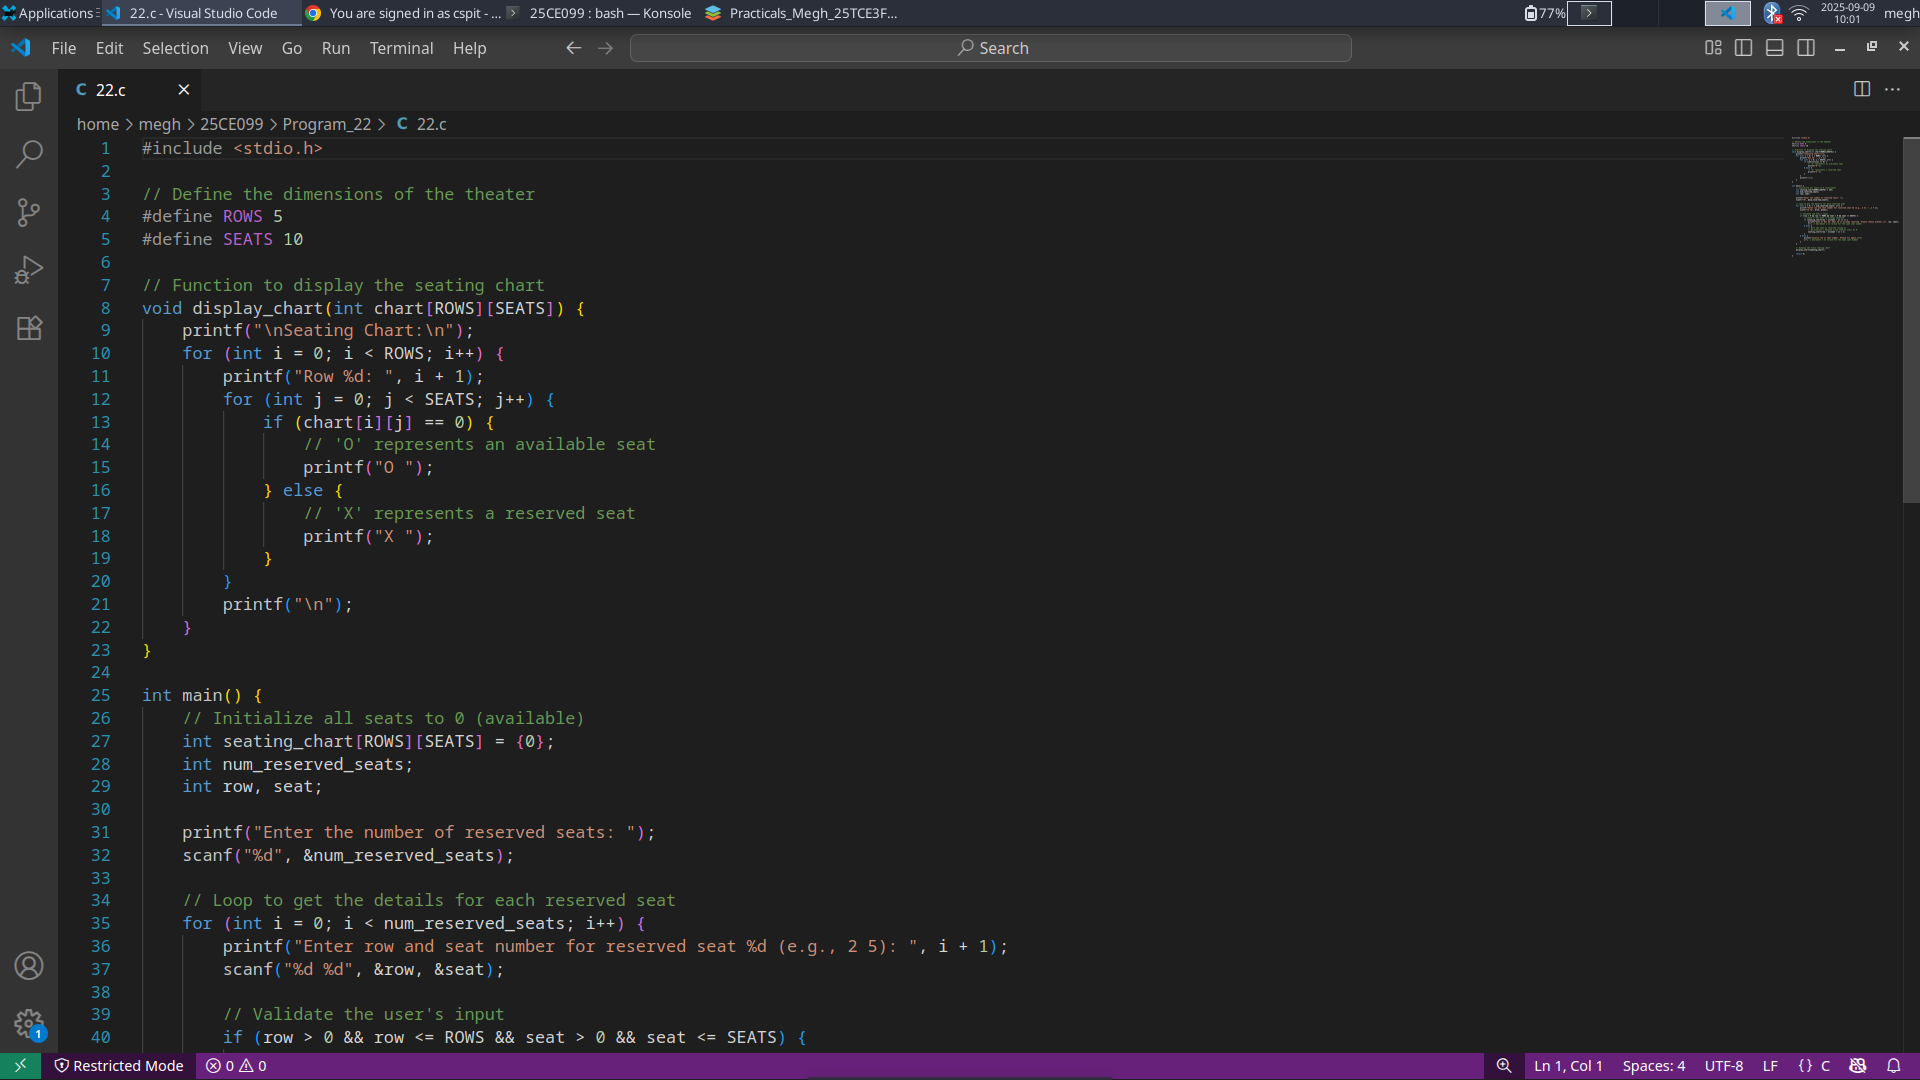 Applications 22.c - Visual Studio Code You are signed in as cspit - ... 25CE099 : bash — Konsole Practicals_Megh_25TCE3F... 77% 2025-09-09 10:01 megh
File Edit Selection View Go Run Terminal Help Search
C 22.c
home > megh > 25CE099 > Program_22 > C 22.c
1 #include <stdio.h>
2
3 // Define the dimensions of the theater
4 #define ROWS 5
5 #define SEATS 10
6
7 // Function to display the seating chart
8 void display_chart(int chart[ROWS][SEATS]) {
9     printf("\nSeating Chart:\n");
10     for (int i = 0; i < ROWS; i++) {
11         printf("Row %d: ", i + 1);
12         for (int j = 0; j < SEATS; j++) {
13             if (chart[i][j] == 0) {
14                 // 'O' represents an available seat
15                 printf("O ");
16             } else {
17                 // 'X' represents a reserved seat
18                 printf("X ");
19             }
20         }
21         printf("\n");
22     }
23 }
24
25 int main() {
26     // Initialize all seats to 0 (available)
27     int seating_chart[ROWS][SEATS] = {0};
28     int num_reserved_seats;
29     int row, seat;
30
31     printf("Enter the number of reserved seats: ");
32     scanf("%d", &num_reserved_seats);
33
34     // Loop to get the details for each reserved seat
35     for (int i = 0; i < num_reserved_seats; i++) {
36         printf("Enter row and seat number for reserved seat %d (e.g., 2 5): ", i + 1);
37         scanf("%d %d", &row, &seat);
38
39         // Validate the user's input
40         if (row > 0 && row <= ROWS && seat > 0 && seat <= SEATS) {
1
Restricted Mode 0 0 Ln 1, Col 1 Spaces: 4 UTF-8 LF {} C